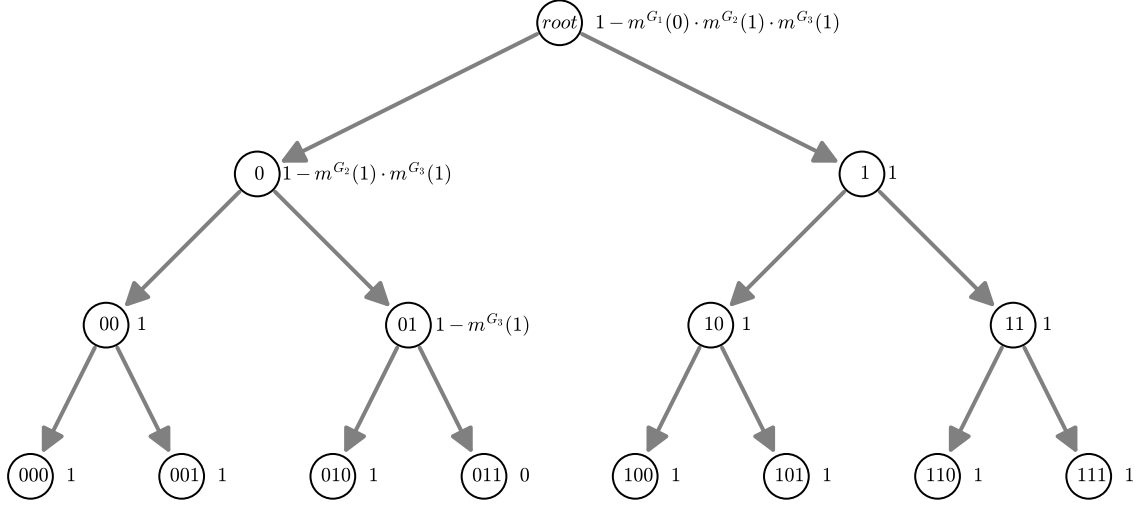 root 1 − m^{G_1}(0) · m^{G_2}(1) · m^{G_3}(1)
0 1 − m^{G_2}(1) · m^{G_3}(1) 1 1
00 1 01 1 − m^{G_3}(1) 10 1 11 1
000 1 001 1 010 1 011 0 100 1 101 1 110 1 111 1